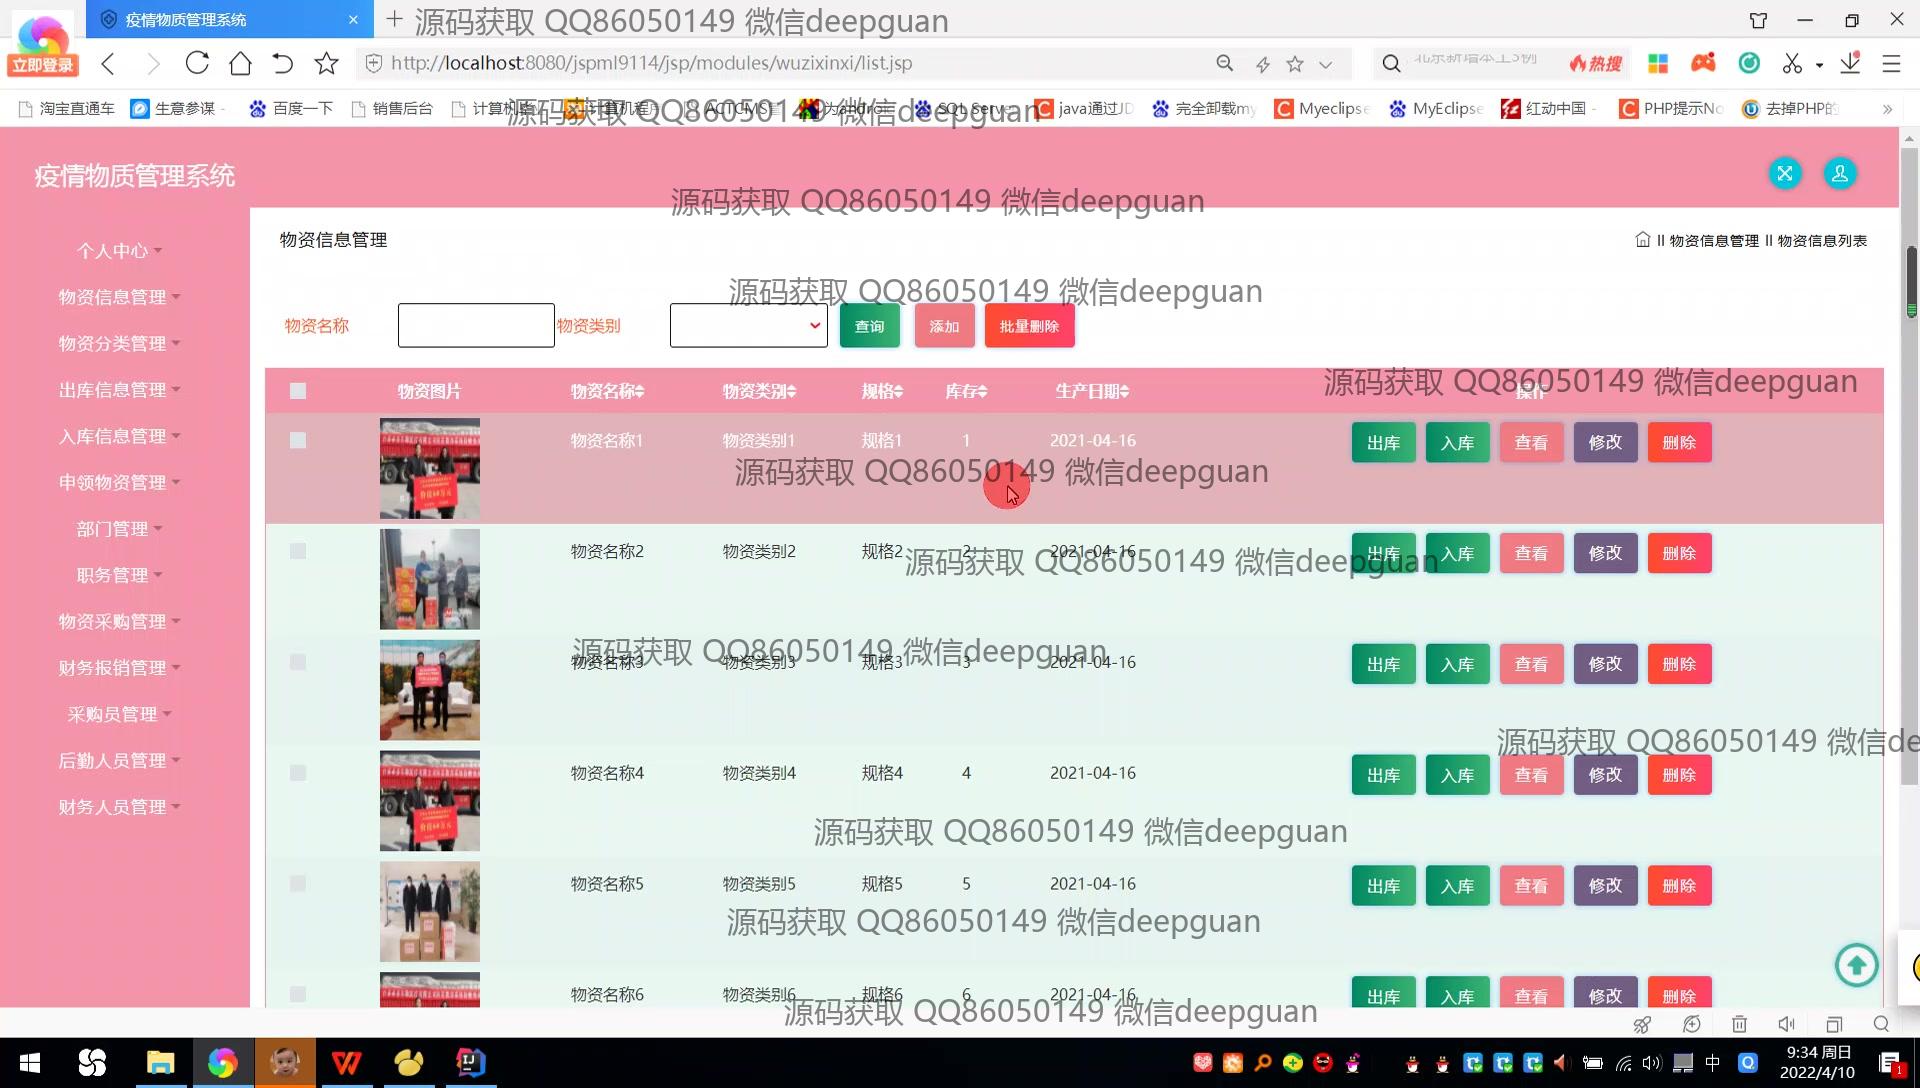 疫情物质管理系统
源码获取 QQ86050149 微信deepguan
立即登录
http://localhost:8080/jspml9114/jsp/modules/wuzixinxi/list.jsp
热搜
淘宝直通车 生意参谋 百度一下 销售后台 java通过JD 完全卸载my Myeclipse MyEclipse 红动中国 - PHP提示No 去掉PHP的
源码获取 QQ86050149 微信deepguan
疫情物质管理系统
源码获取 QQ86050149 微信deepguan
物资信息管理
物资信息管理 物资信息列表
源码获取 QQ86050149 微信deepguan
物资名称 物资类别 查询 添加 批量删除
个人中心
物资信息管理
物资分类管理
出库信息管理
入库信息管理
申领物资管理
部门管理
职务管理
物资采购管理
财务报销管理
采购员管理
后勤人员管理
财务人员管理
物资图片 物资名称 物资类别 规格 库存 生产日期 操作
源码获取 QQ86050149 微信deepguan
物资名称1 物资类别1 规格1 1 2021-04-16 出库 入库 查看 修改 删除
源码获取 QQ86050149 微信deepguan
物资名称2 物资类别2 规格2 2 2021-04-16 出库 入库 查看 修改 删除
源码获取 QQ86050149 微信deepguan
物资名称3 物资类别3 规格3 3 2021-04-16 出库 入库 查看 修改 删除
源码获取 QQ86050149 微信deepguan
源码获取 QQ86050149 微信de
物资名称4 物资类别4 规格4 4 2021-04-16 出库 入库 查看 修改 删除
源码获取 QQ86050149 微信deepguan
物资名称5 物资类别5 规格5 5 2021-04-16 出库 入库 查看 修改 删除
源码获取 QQ86050149 微信deepguan
物资名称6 物资类别6 规格6 6 2021-04-16 出库 入库 查看 修改 删除
源码获取 QQ86050149 微信deepguan
中
9:34 周日
2022/4/10
1